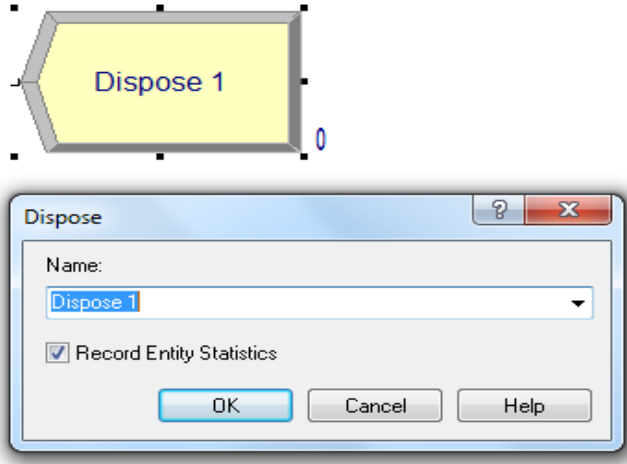 Dispose 1
0
Dispose
?
Name:
Dispose 1
Record Entity Statistics
OK
Cancel
Help